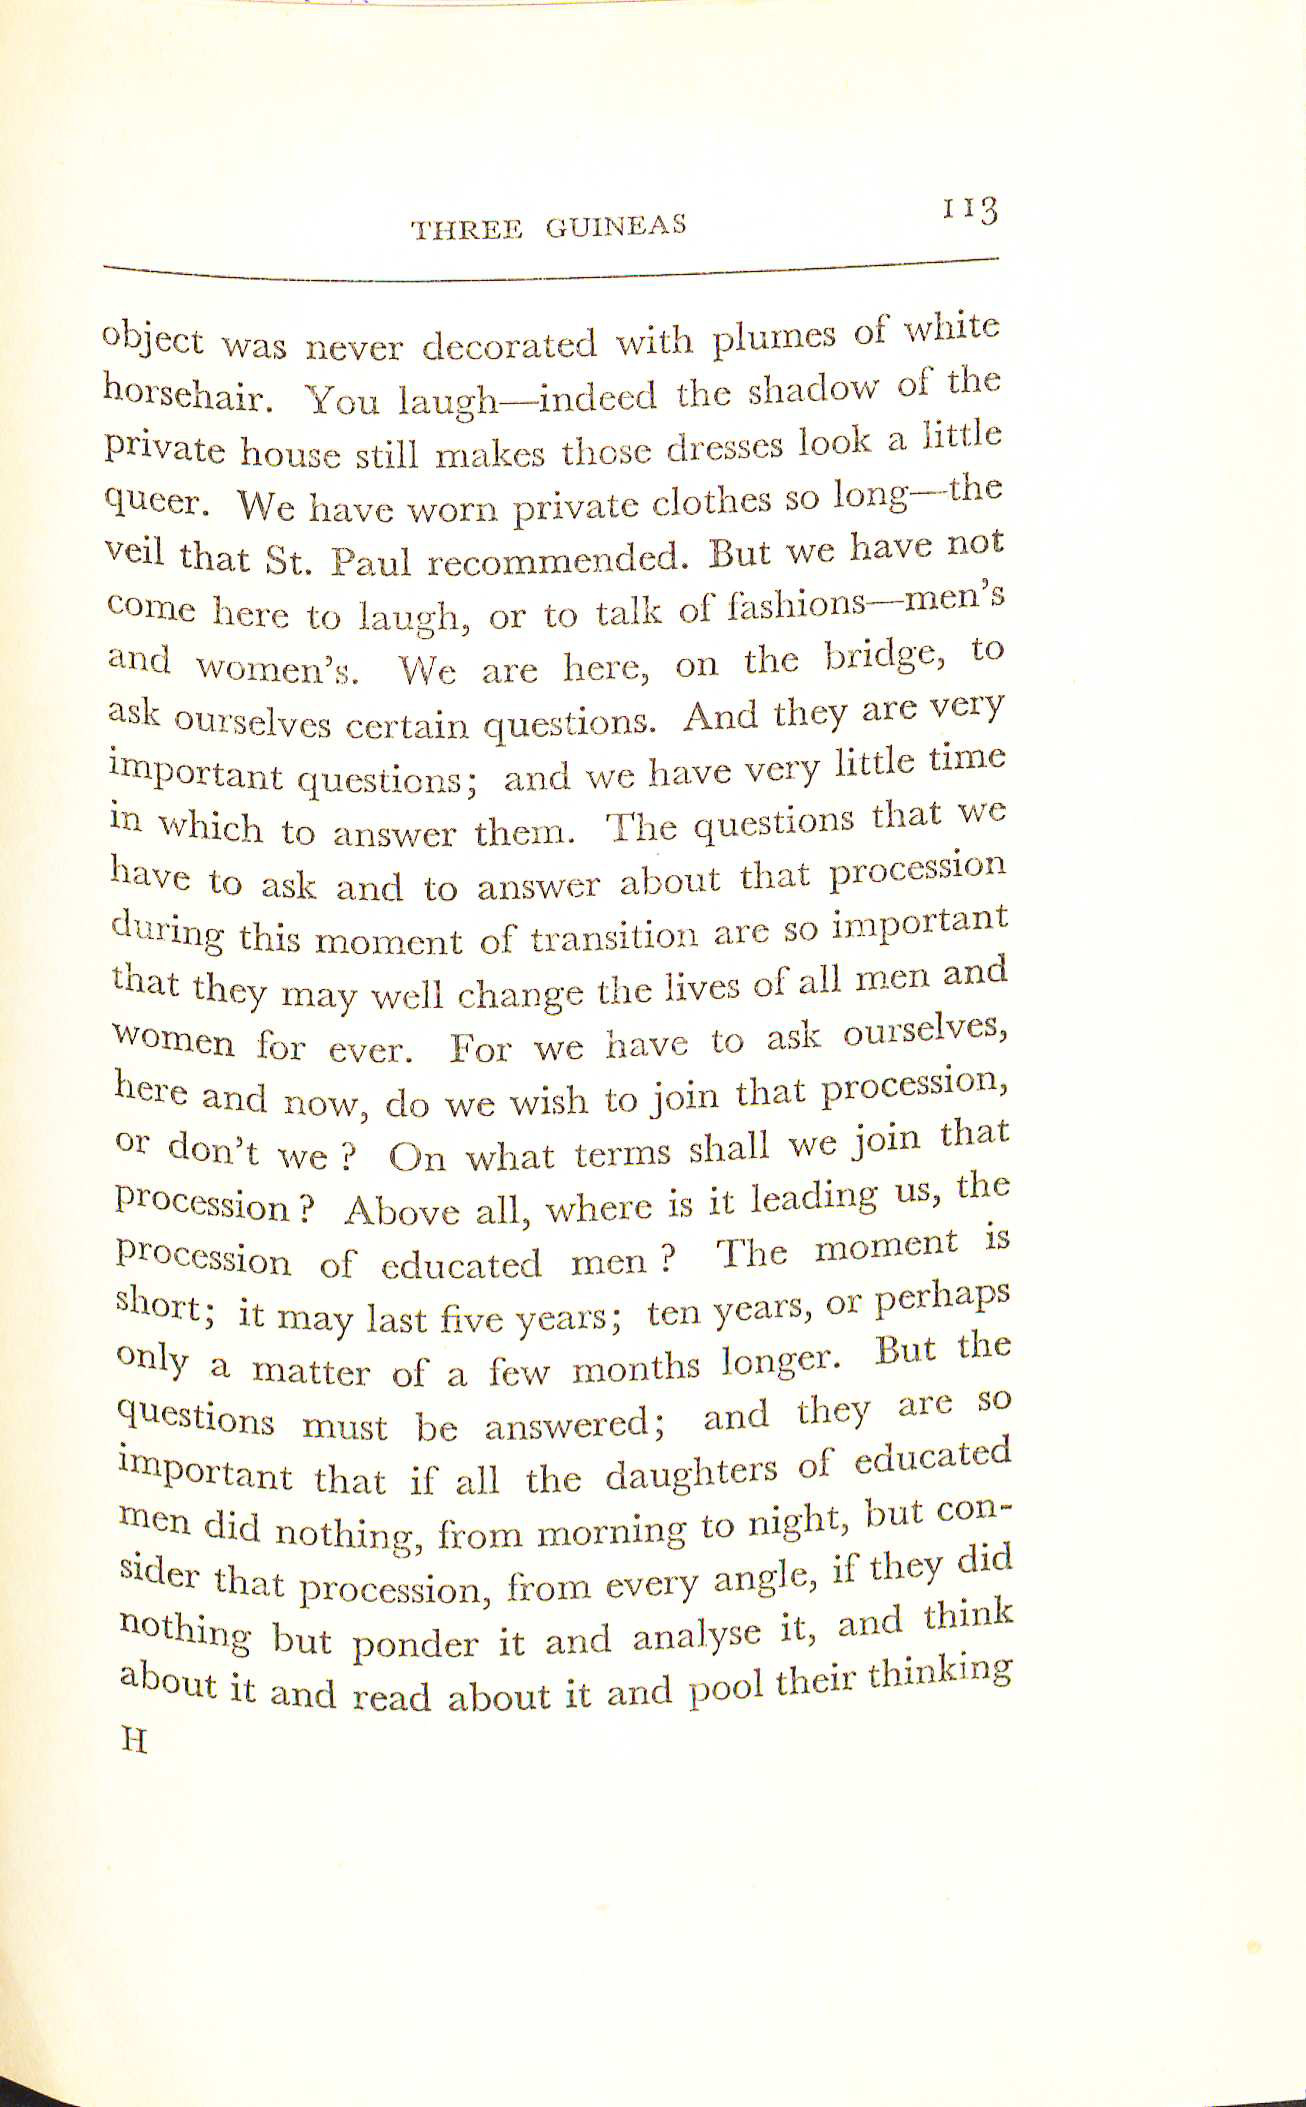 THREE GUINEAS 113
object was never decorated with plumes of white
horsehair. You laugh—indeed the shadow of the
private house still makes those dresses look a little
queer. We have worn private clothes so long—the
veil that St. Paul recommended. But we have not
come here to laugh, or to talk of fashions—men's
and women's. We are here, on the bridge, to
ask ourselves certain questions. And they are very
important questions; and we have very little time
in which to answer them. The questions that we
have to ask and to answer about that procession
during this moment of transition are so important
that they may well change the lives of all men and
women for ever. For we have to ask ourselves,
here and now, do we wish to join that procession,
or don't we ? On what terms shall we join that
procession ? Above all, where is it leading us, the
procession of educated men ? The moment is
short; it may last five years; ten years, or perhaps
only a matter of a few months longer. But the
questions must be answered; and they are so
important that if all the daughters of educated
men did nothing, from morning to night, but con-
sider that procession, from every angle, if they did
nothing but ponder it and analyse it, and think
about it and read about it and pool their thinking
H